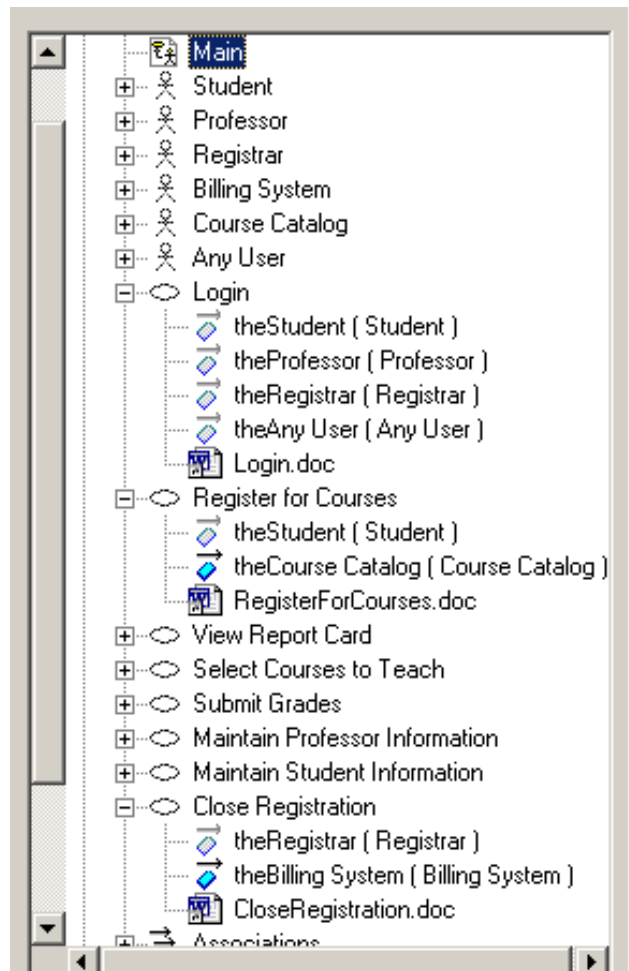 Main
Student
Professor
Registrar
Billing System
Course Catalog
Any User
Login
theStudent ( Student )
theProfessor ( Professor )
theRegistrar ( Registrar )
theAny User ( Any User )
Login.doc
Register for Courses
theStudent ( Student )
theCourse Catalog ( Course Catalog )
RegisterForCourses.doc
View Report Card
Select Courses to Teach
Submit Grades
Maintain Professor Information
Maintain Student Information
Close Registration
theRegistrar ( Registrar )
theBilling System ( Billing System )
CloseRegistration.doc
Associations